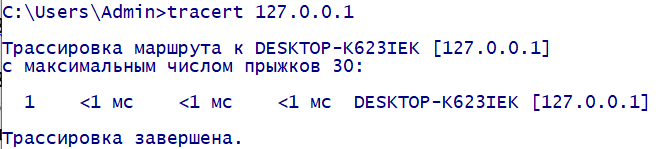 C:\Users\Admin>tracert 127.0.0.1
Трассировка маршрута к DESKTOP-K623IEK [127.0.0.1]
с максимальным числом прыжков 30:
1 <1 мс <1 мс <1 мс DESKTOP-K623IEK [127.0.0.1]
Трассировка завершена.